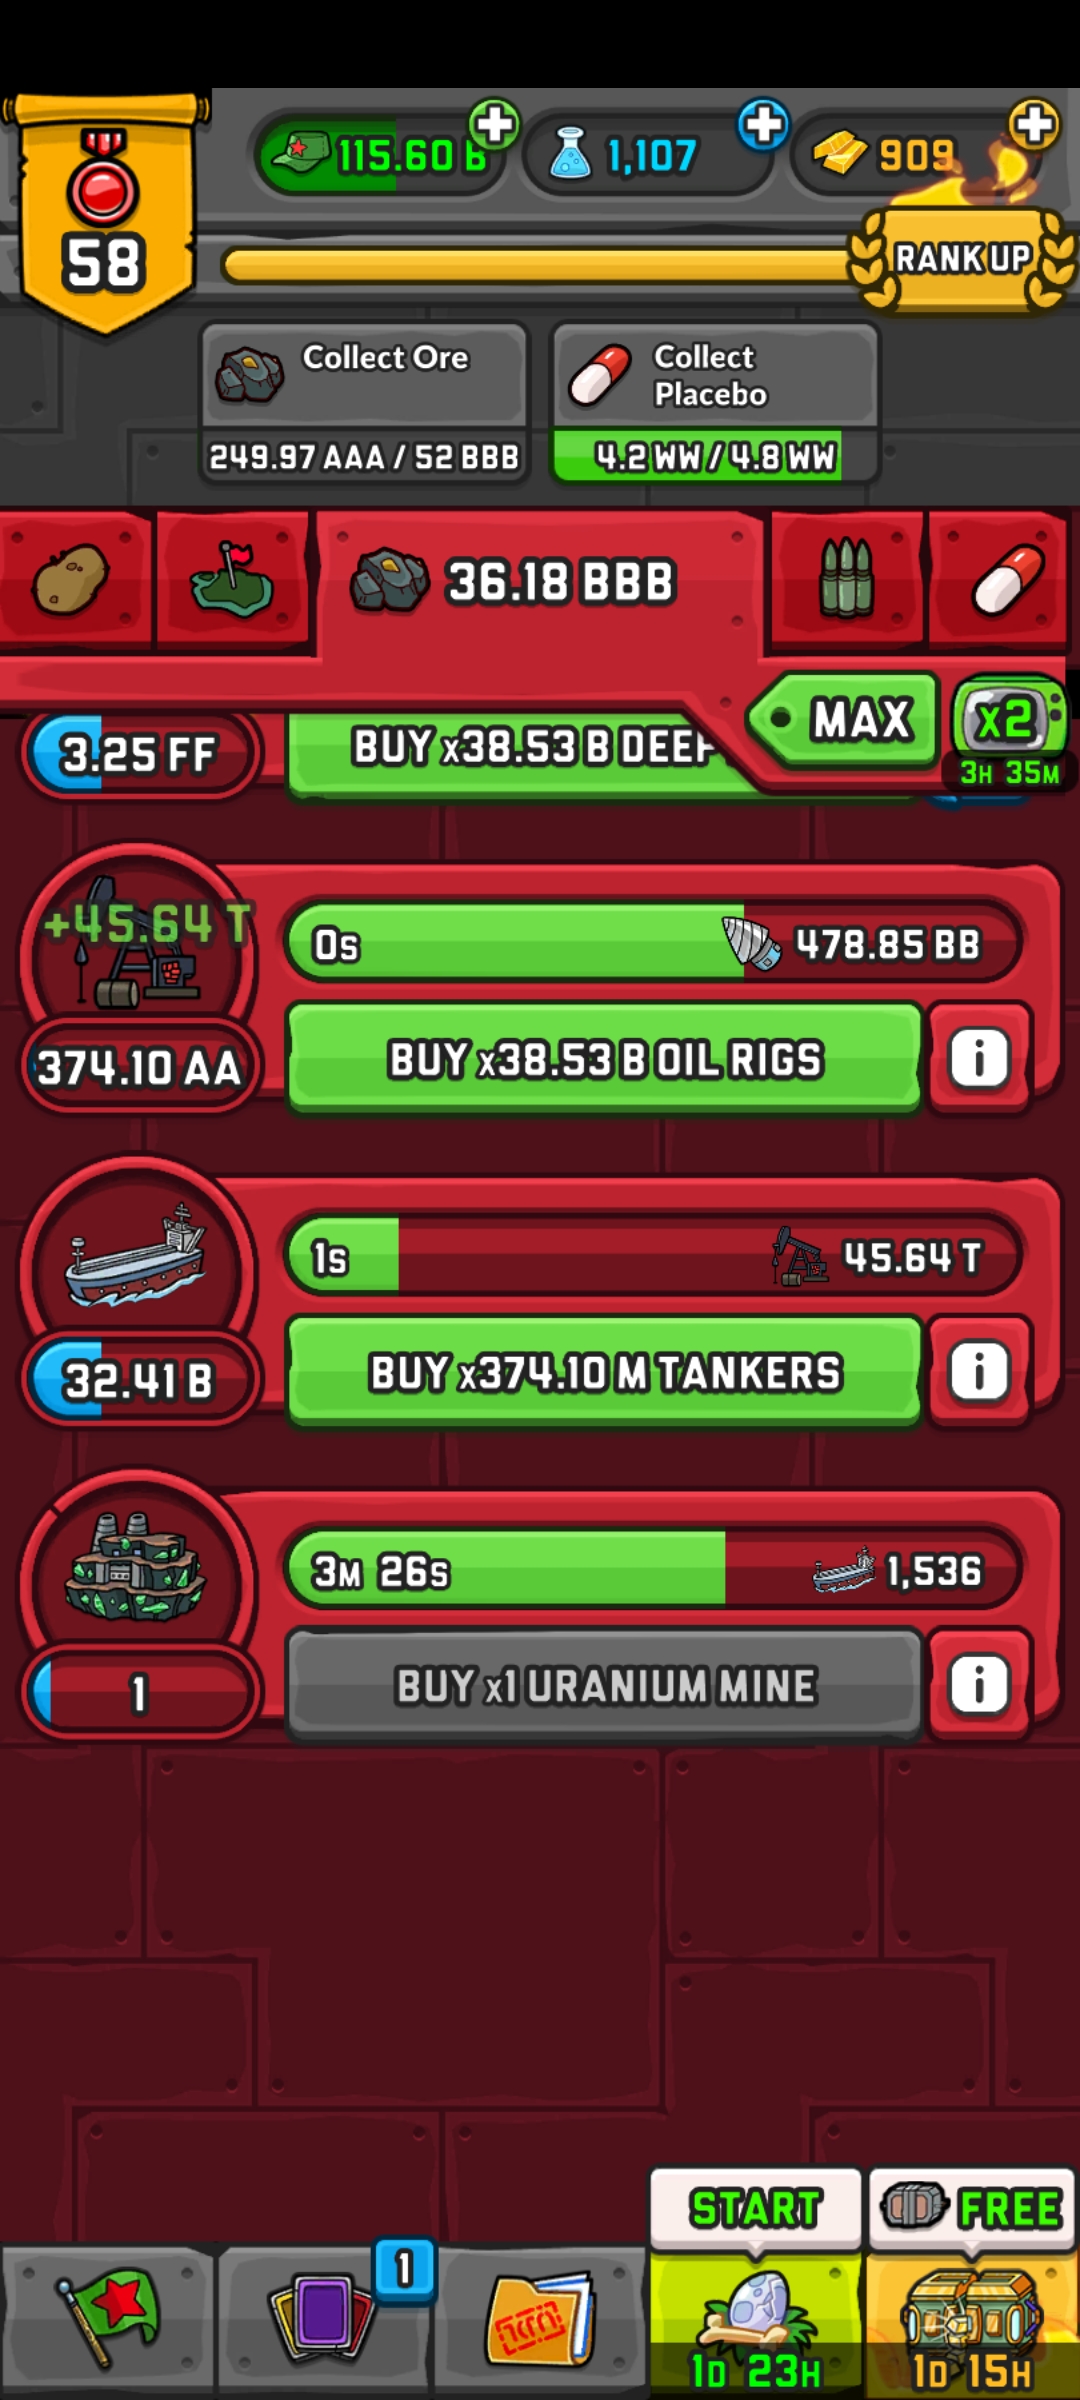 115.60 B
1,107
909
58
RANK UP
Collect Ore
249.97 AAA / 52 BBB
Collect
Placebo
4.2 WW / 4.8 WW
36.18 BBB
MAX
x2
3H 35M
3.25 FF
BUY x38.53 B DEEP
+45.64 T
0s
478.85 BB
374.10 AA
BUY x38.53 B OIL RIGS
i
1s
45.64 T
32.41 B
BUY x374.10 M TANKERS
i
3M 26s
1,536
1
BUY x1 URANIUM MINE
i
START
FREE
1
1D 23H
1D 15H